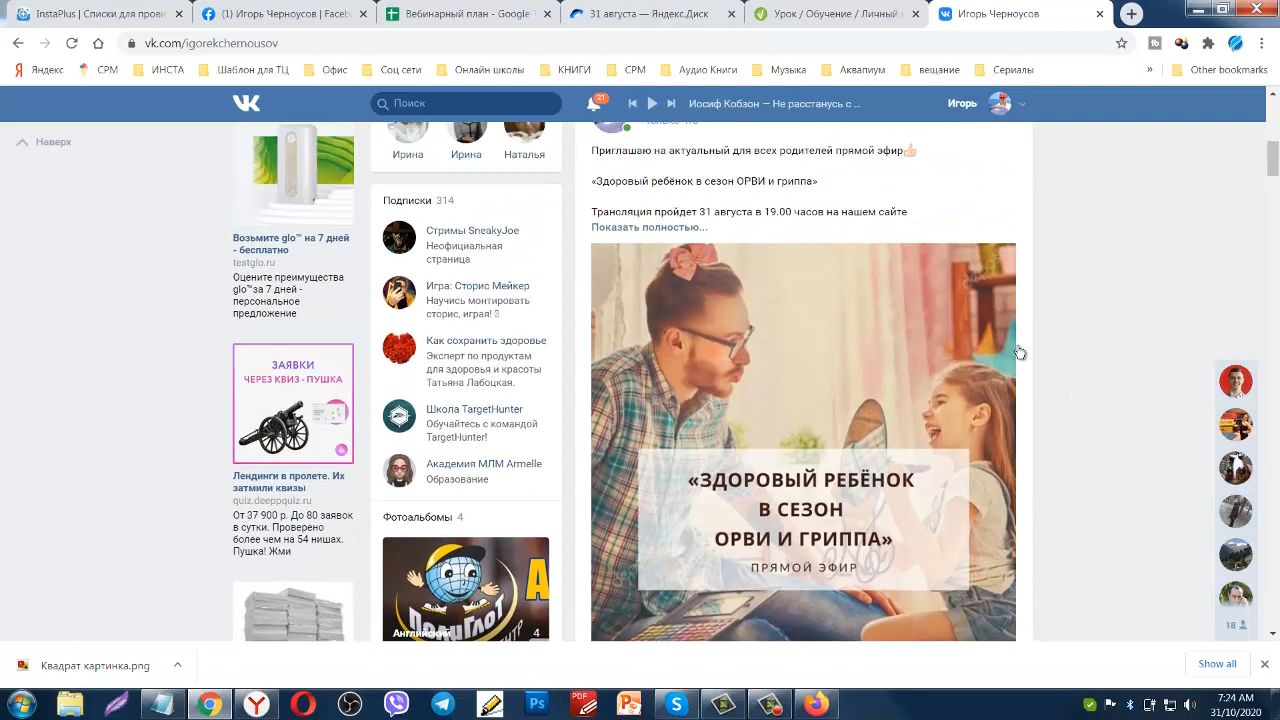 InstaPlus | Списки для провир
(1) Игорь Черноусов | Faceb
Вебинарный план - Google Т
31 августа — Яндекс.Диск
Урок / Обучение / Личный к
Игорь Черноусов
vk.com/igorekchernousov
Яндекс
СРМ
ИНСТА
Шаблон для ТЦ
Офис
Соц сети
Онлайн школы
КНИГИ
СРМ
Аудио Книги
Музыка
Аквапиум
вещание
Сериалы
»
Other bookmarks
Поиск
21
Иосиф Кобзон — Не расстанусь с ...
Игорь
Наверх
Ирина
Ирина
Наталья
Приглашаю на актуальный для всех родителей прямой эфир👍
«Здоровый ребёнок в сезон ОРВИ и гриппа»
Трансляция пройдет 31 августа в 19.00 часов на нашем сайте
Показать полностью...
Возьмите glo™ на 7 дней
- бесплатно
testglo.ru
Оцените преимущества
glo™за 7 дней -
персональное
предложение
ЗАЯВКИ
ЧЕРЕЗ КВИЗ - ПУШКА
Лендинги в пролете. Их
затмили квизы
quiz.deeppquiz.ru
От 37 900 р. До 80 заявок
в сутки. Проверено
более чем на 54 нишах.
Пушка! Жми
Подписки 314
Стримы SneakyJoe
Неофициальная
страница
Игра: Сторис Мейкер
Научись монтировать
сторис, играя!
Как сохранить здоровье
Эксперт по продуктам
для здоровья и красоты
Татьяна Лабоцкая.
Школа TargetHunter
Обучайтесь с командой
TargetHunter!
Академия МЛМ Armelle
Образование
Фотоальбомы 4
ПОЛИГЛОТ
Английский 4
«ЗДОРОВЫЙ РЕБЁНОК
В СЕЗОН
ОРВИ И ГРИППА»
ПРЯМОЙ ЭФИР
18
Квадрат картинка.png
Show all
7:24 AM
31/10/2020